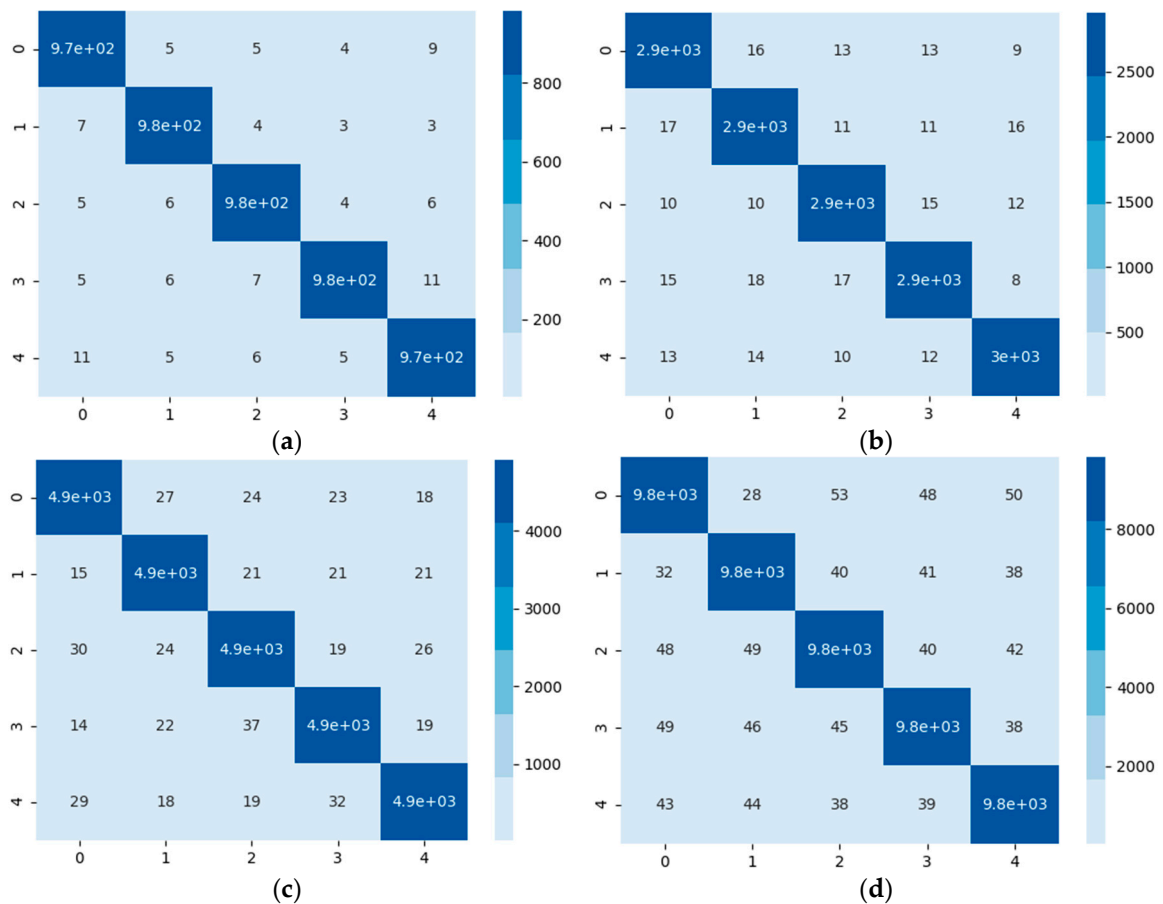 0 9.7e+02 5 5 4 9
1 7 9.8e+02 4 3 3
2 5 6 9.8e+02 4 6
3 5 6 7 9.8e+02 11
4 11 5 6 5 9.7e+02
0 1 2 3 4
800
600
400
200
(a)
0 2.9e+03 16 13 13 9
1 17 2.9e+03 11 11 16
2 10 10 2.9e+03 15 12
3 15 18 17 2.9e+03 8
4 13 14 10 12 3e+03
0 1 2 3 4
2500
2000
1500
1000
500
(b)
0 4.9e+03 27 24 23 18
1 15 4.9e+03 21 21 21
2 30 24 4.9e+03 19 26
3 14 22 37 4.9e+03 19
4 29 18 19 32 4.9e+03
0 1 2 3 4
4000
3000
2000
1000
(c)
0 9.8e+03 28 53 48 50
1 32 9.8e+03 40 41 38
2 48 49 9.8e+03 40 42
3 49 46 45 9.8e+03 38
4 43 44 38 39 9.8e+03
0 1 2 3 4
8000
6000
4000
2000
(d)